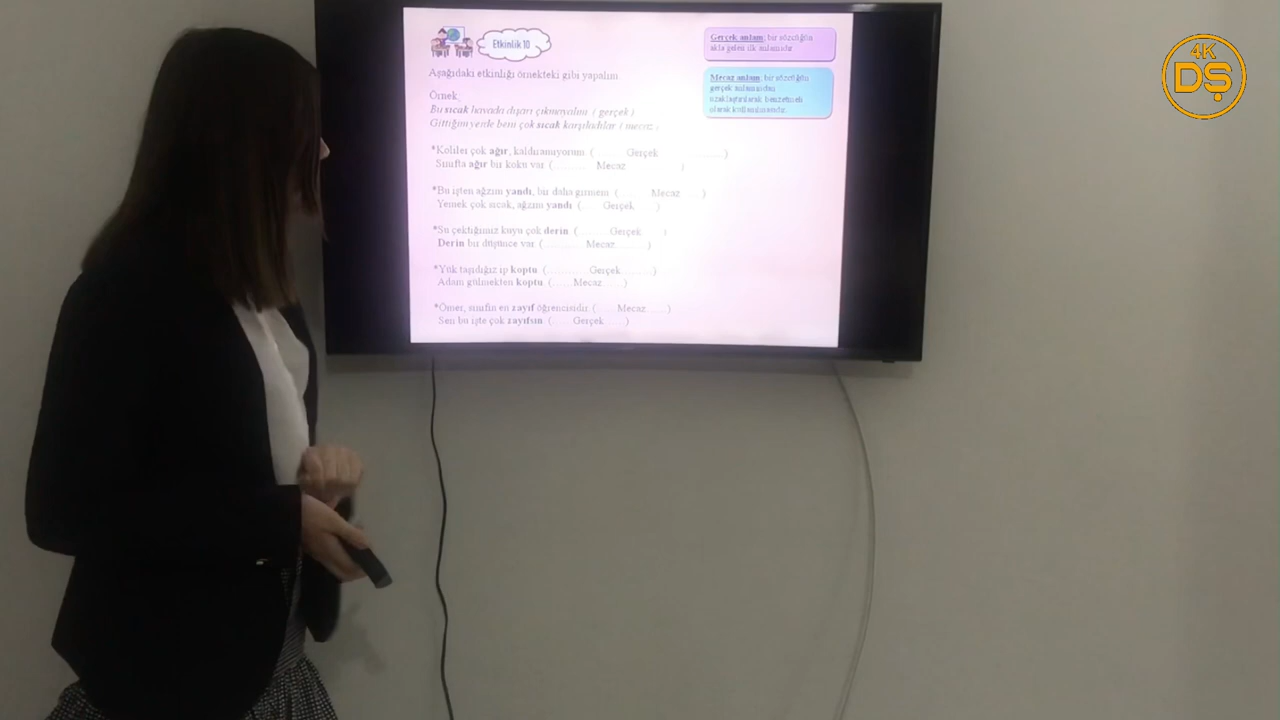 Etkinlik 10
Gerçek anlam; bir sözcüğün
akla gelen ilk anlamıdır.
Mecaz anlam; bir sözcüğün
gerçek anlamından
uzaklaştırılarak benzetmeli
olarak kullanılmasıdır.
Aşağıdaki etkinliği örnekteki gibi yapalım.
Örnek;
Bu sıcak havada dışarı çıkmayalım. ( gerçek )
Gittiğim yerde beni çok sıcak karşıladılar. ( mecaz )
*Koliler çok ağır, kaldıramıyorum. (........ Gerçek ..................)
Sınıfta ağır bir koku var. (.......... Mecaz ..................)
*Bu işten ağzım yandı, bir daha girmem. (........ Mecaz ......)
Yemek çok sıcak, ağzım yandı. (...... Gerçek ......)
*Su çektiğimiz kuyu çok derin. (.......... Gerçek ......)
Derin bir düşünce var. (............ Mecaz ..........)
*Yük taşıdığız ip koptu. (............ Gerçek ..........)
Adam gülmekten koptu. (...... Mecaz ......)
*Ömer, sınıfın en zayıf öğrencisidir. (...... Mecaz ......)
Sen bu işte çok zayıfsın. (...... Gerçek ......)
4K
DŞ